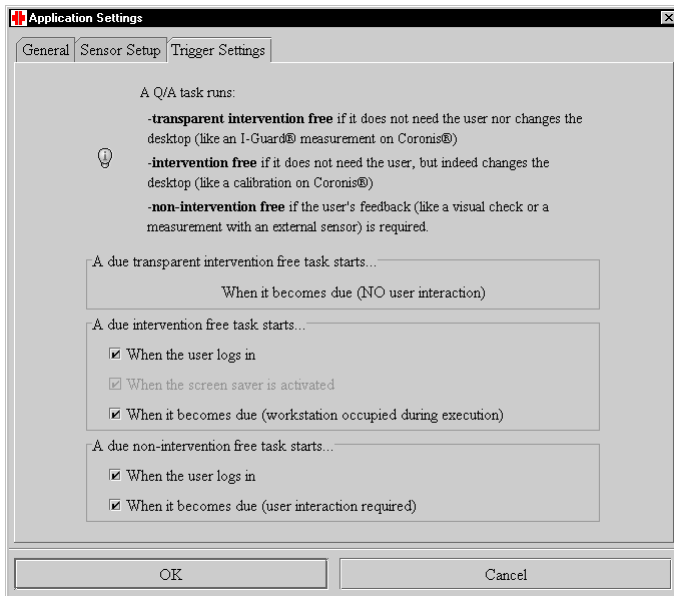 Application Settings
General Sensor Setup Trigger Settings
A Q/A task runs:
-transparent intervention free if it does not need the user nor changes the
desktop (like an I-Guard® measurement on Coronis®)
-intervention free if it does not need the user, but indeed changes the
desktop (like a calibration on Coronis®)
-non-intervention free if the user's feedback (like a visual check or a
measurement with an external sensor) is required.
A due transparent intervention free task starts...
When it becomes due (NO user interaction)
A due intervention free task starts...
When the user logs in
When the screen saver is activated
When it becomes due (workstation occupied during execution)
A due non-intervention free task starts...
When the user logs in
When it becomes due (user interaction required)
OK Cancel